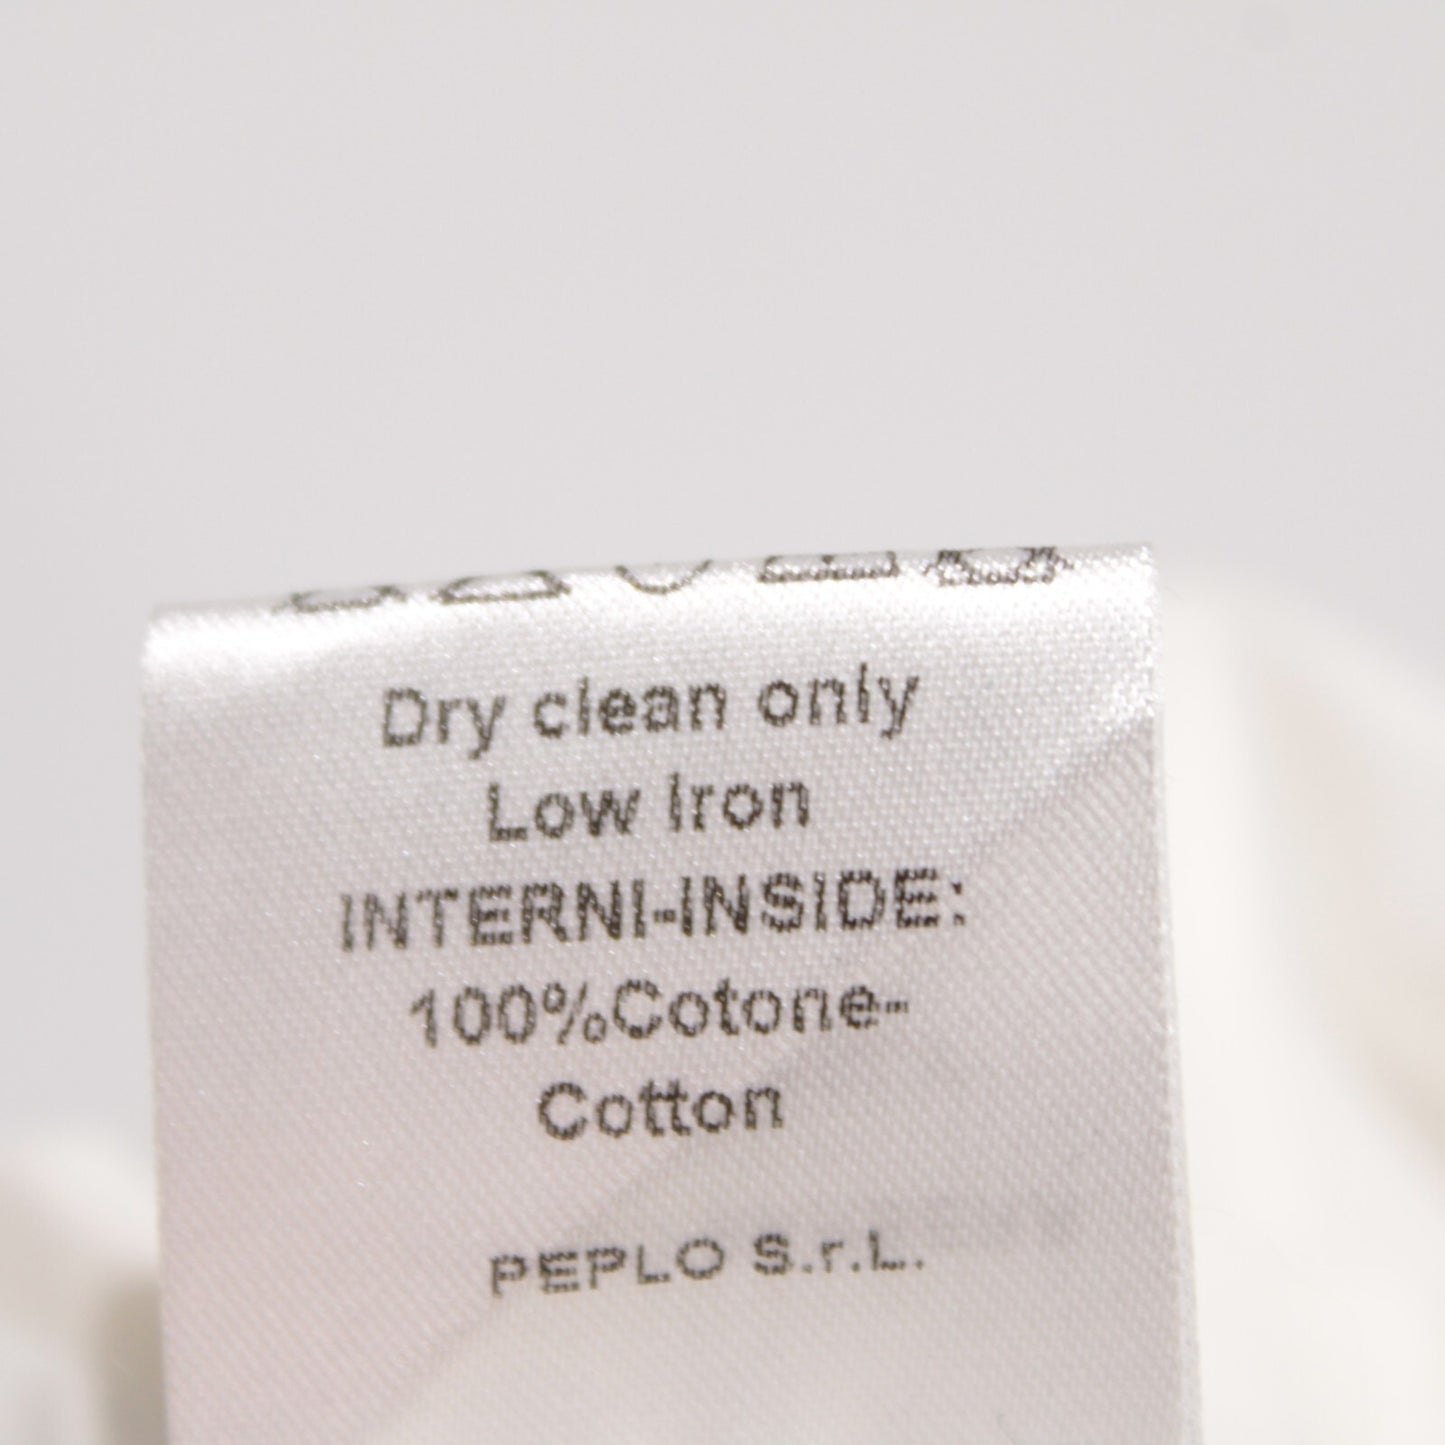 Dry clean only
Low Iron
INTERNI-INSIDE:
100%Cotone-
Cotton
PEPLO S.r.L.